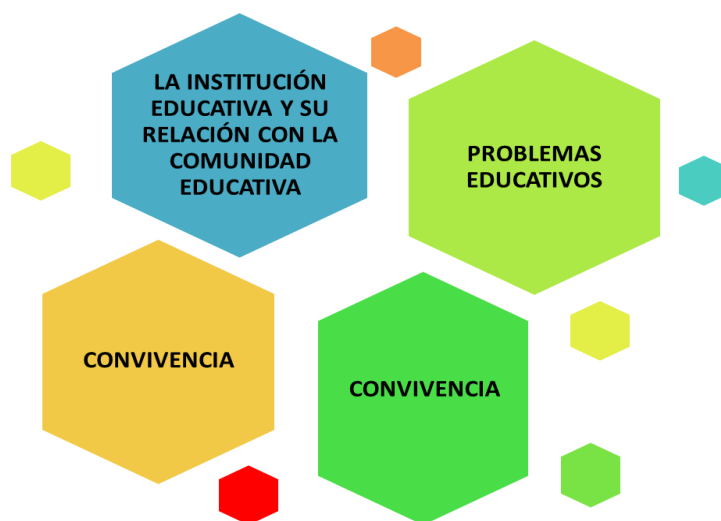 LA INSTITUCIÓN
EDUCATIVA Y SU
RELACIÓN CON LA
COMUNIDAD
EDUCATIVA
PROBLEMAS
EDUCATIVOS
CONVIVENCIA
CONVIVENCIA